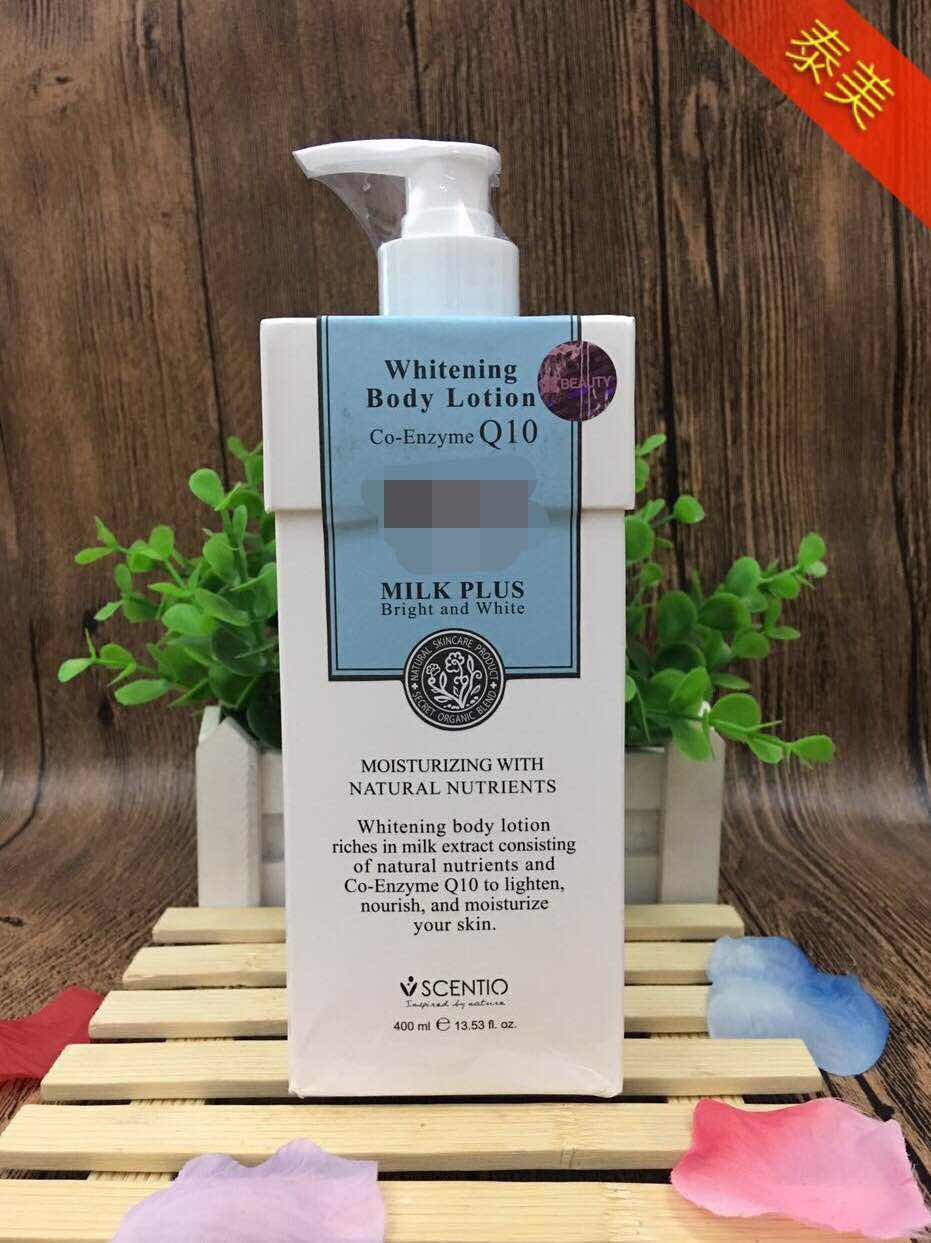 泰美
Whitening
Body Lotion
BEAUTY
Co-Enzyme Q10
MILK PLUS
Bright and White
NATURAL SKINCARE PRODUCT
SECRET ORGANIC BLEND
MOISTURIZING WITH
NATURAL NUTRIENTS
Whitening body lotion
riches in milk extract consisting
of natural nutrients and
Co-Enzyme Q10 to lighten,
nourish, and moisturize
your skin.
SCENTIO
Inspired by nature
400 ml ℮ 13.53 fl. oz.